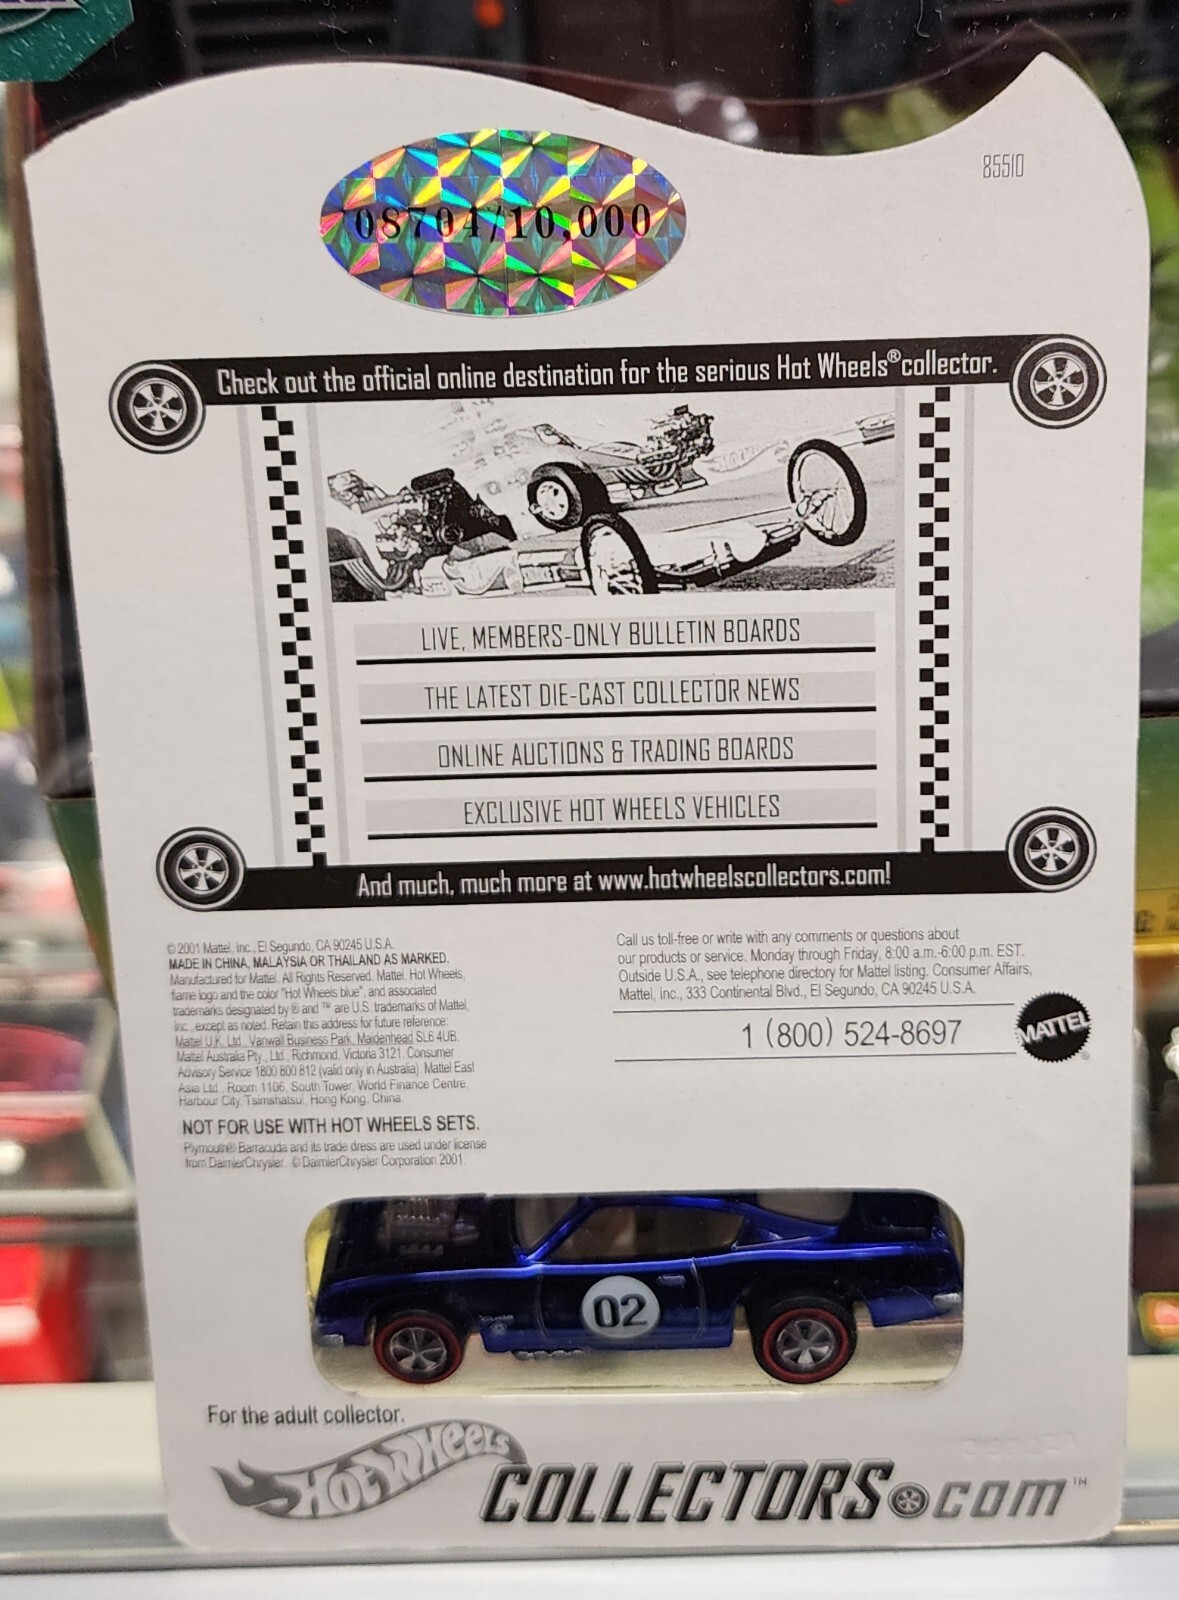 85510
08704/10,000
Check out the official online destination for the serious Hot Wheels® collector.
LIVE, MEMBERS-ONLY BULLETIN BOARDS
THE LATEST DIE-CAST COLLECTOR NEWS
ONLINE AUCTIONS & TRADING BOARDS
EXCLUSIVE HOT WHEELS VEHICLES
And much, much more at www.hotwheelscollectors.com!
© 2001 Mattel, Inc., El Segundo, CA 90245 U.S.A.
MADE IN CHINA, MALAYSIA OR THAILAND AS MARKED.
Manufactured for Mattel. All Rights Reserved. Mattel, Hot Wheels,
flame logo and the color "Hot Wheels blue", and associated
trademarks designated by ® and ™ are U.S. trademarks of Mattel,
Inc., except as noted. Retain this address for future reference:
Mattel U.K. Ltd., Vanwall Business Park, Maidenhead SL6 4UB.
Mattel Australia Pty., Ltd., Richmond, Victoria 3121. Consumer
Advisory Service 1800 800 812 (valid only in Australia). Mattel East
Asia Ltd., Room 1106, South Tower, World Finance Centre,
Harbour City, Tsimshatsui, Hong Kong, China.
NOT FOR USE WITH HOT WHEELS SETS.
Plymouth® Barracuda and its trade dress are used under license
from DaimlerChrysler. © DaimlerChrysler Corporation 2001.
Call us toll-free or write with any comments or questions about
our products or service. Monday through Friday, 8:00 a.m.-6:00 p.m. EST.
Outside U.S.A., see telephone directory for Mattel listing. Consumer Affairs,
Mattel, Inc., 333 Continental Blvd., El Segundo, CA 90245 U.S.A.
1 (800) 524-8697
MATTEL®
02
For the adult collector.
Hot Wheels
COLLECTORS.com™